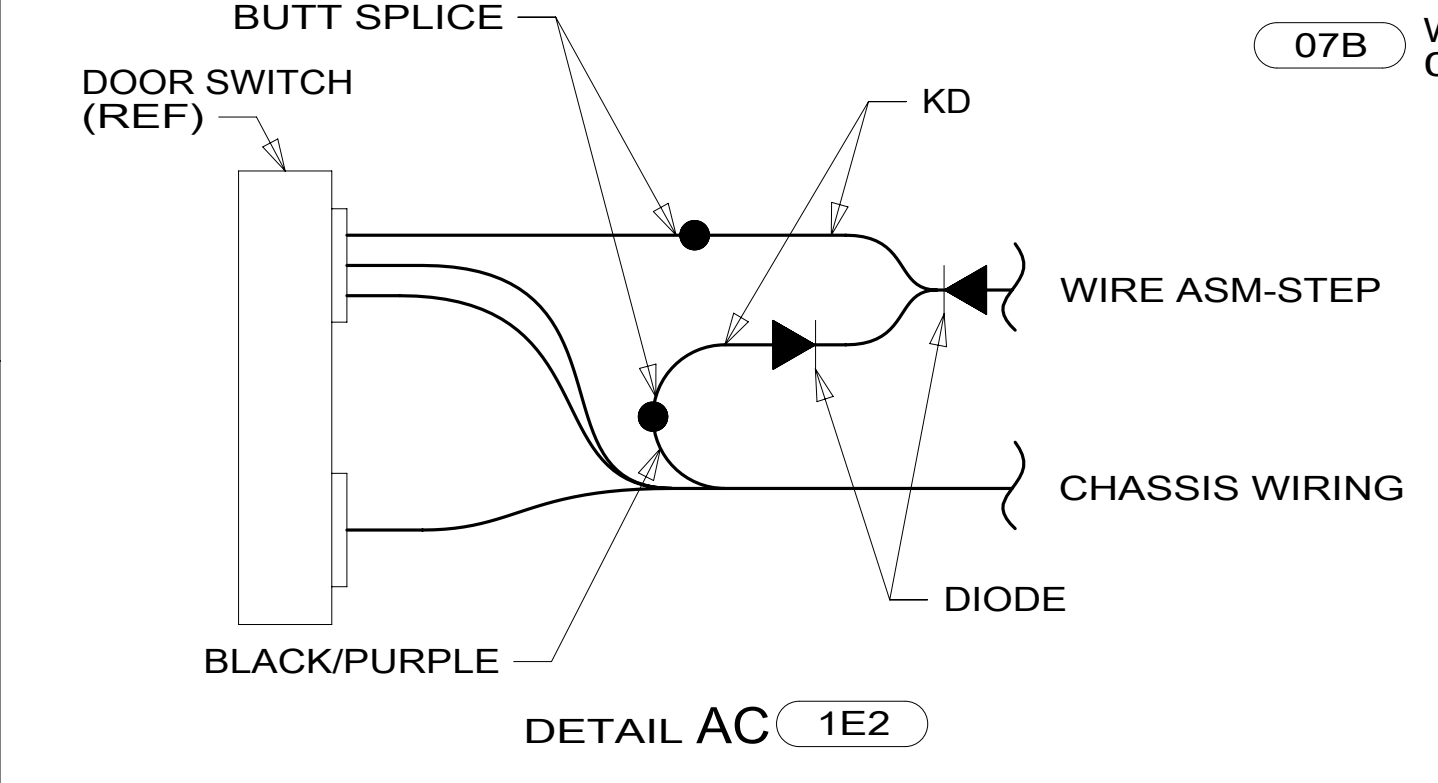 BUTT SPLICE
07B
DOOR SWITCH
(REF)
KD
WIRE ASM-STEP
CHASSIS WIRING
DIODE
BLACK/PURPLE
DETAIL AC 1E2